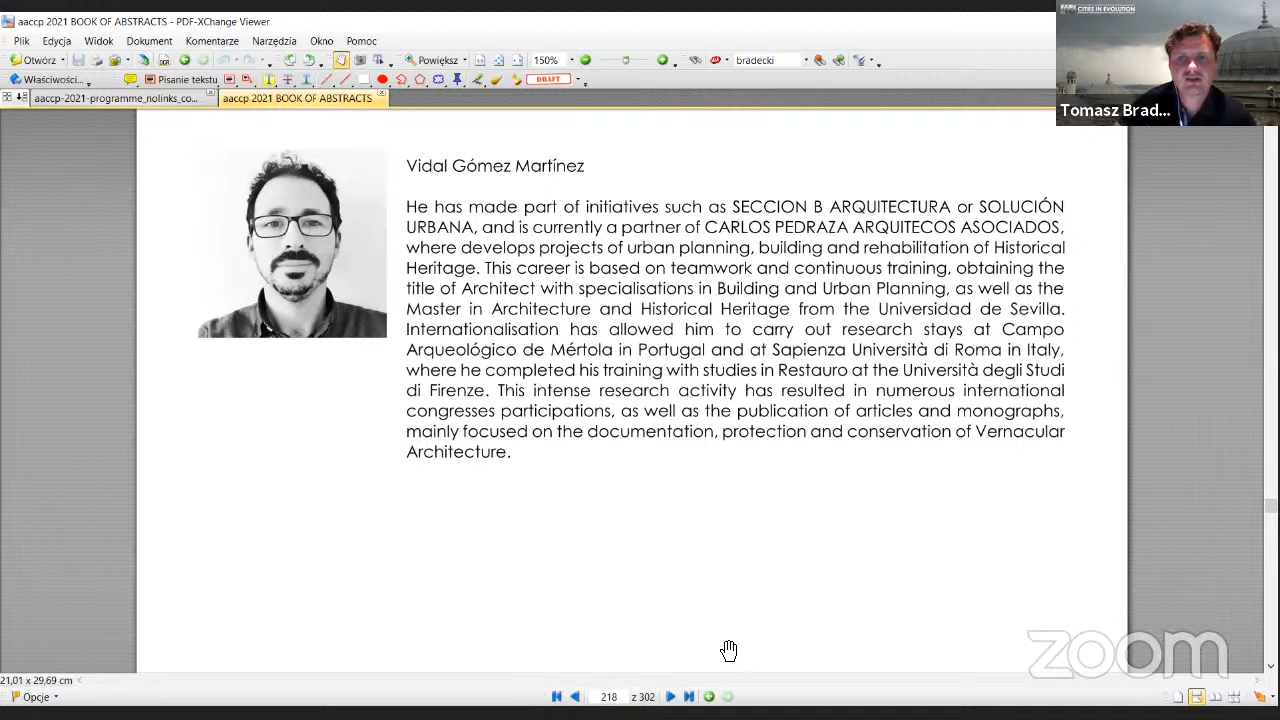 aaccp 2021 BOOK OF ABSTRACTS - PDF-XChange Viewer
Plik Edycja Widok Dokument Komentarze Narzędzia Okno Pomoc
Otwórz OCR Powiększ 150% bradecki
Właściwości... Pisanie tekstu DRAFT
aaccp-2021-programme_nolinks_co... aaccp 2021 BOOK OF ABSTRACTS
CITIES IN EVOLUTION
Tomasz Brad...
Vidal Gómez Martínez
He has made part of initiatives such as SECCION B ARQUITECTURA or SOLUCIÓN
URBANA, and is currently a partner of CARLOS PEDRAZA ARQUITECOS ASOCIADOS,
where develops projects of urban planning, building and rehabilitation of Historical
Heritage. This career is based on teamwork and continuous training, obtaining the
title of Architect with specialisations in Building and Urban Planning, as well as the
Master in Architecture and Historical Heritage from the Universidad de Sevilla.
Internationalisation has allowed him to carry out research stays at Campo
Arqueológico de Mértola in Portugal and at Sapienza Università di Roma in Italy,
where he completed his training with studies in Restauro at the Università degli Studi
di Firenze. This intense research activity has resulted in numerous international
congresses participations, as well as the publication of articles and monographs,
mainly focused on the documentation, protection and conservation of Vernacular
Architecture.
zoom
21,01 x 29,69 cm
Opcje 218 z 302